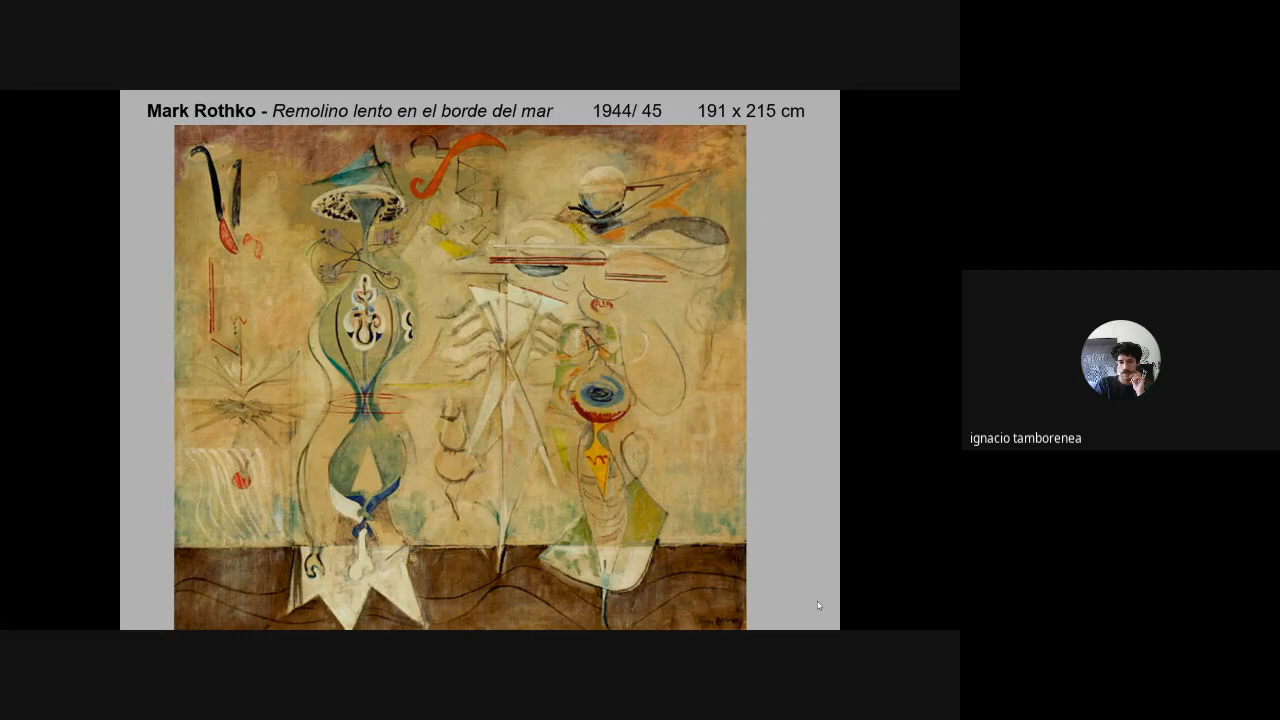 Mark Rothko - Remolino lento en el borde del mar 1944/ 45 191 x 215 cm
ignacio tamborenea